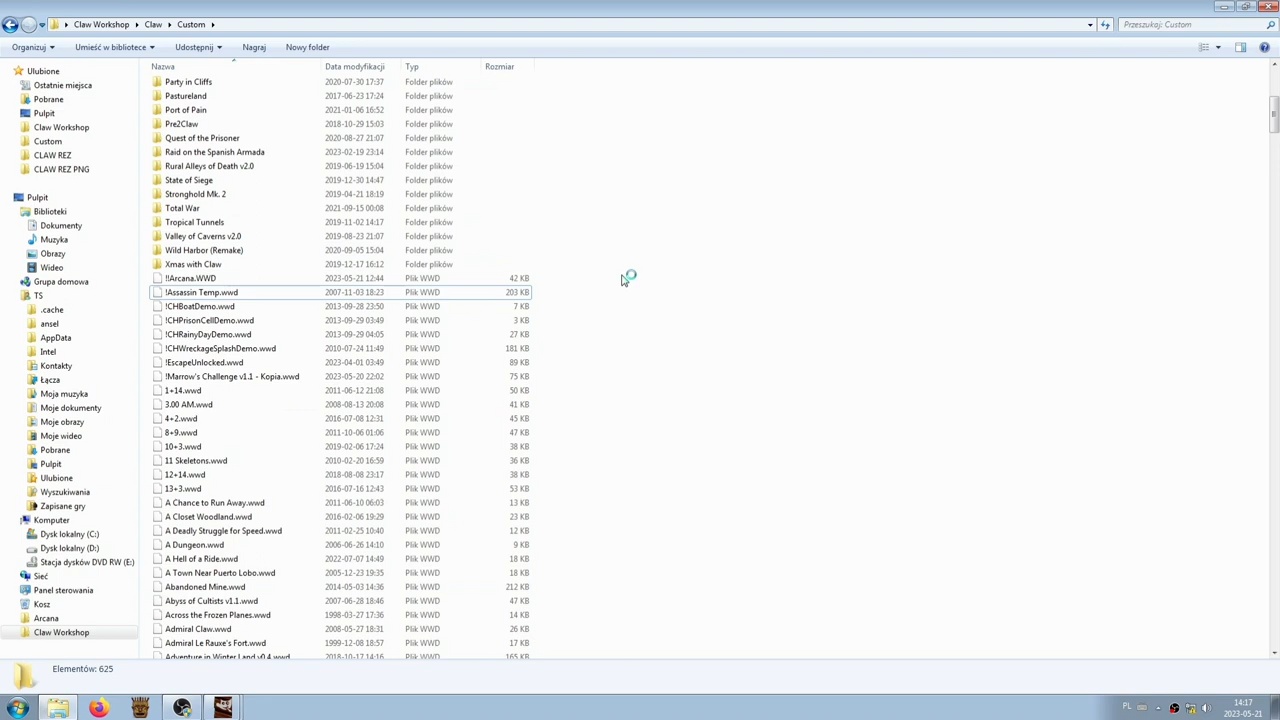 Claw Workshop Claw Custom Przeszukaj: Custom
Organizuj Umieść w bibliotece Udostępnij Nagraj New folder
Nazwa Data modyfikacji Typ Rozmiar
Ulubione
Ostatnie miejsca
Pobrane
Pulpit
Claw Workshop
Custom
CLAW REZ
CLAW REZ PNG
Pulpit
Biblioteki
Dokumenty
Muzyka
Obrazy
Wideo
Grupa domowa
TS
.cache
ansel
AppData
Intel
Kontakty
Łącza
Moja muzyka
Moje dokumenty
Moje obrazy
Moje wideo
Pobrane
Pulpit
Ulubione
Wyszukiwania
Zapisane gry
Komputer
Dysk lokalny (C:)
Dysk lokalny (D:)
Stacja dysków DVD RW (E:)
Sieć
Panel sterowania
Kosz
Arcana
Claw Workshop
Party in Cliffs 2020-07-30 17:37 Folder plików
Pastureland 2017-06-23 17:24 Folder plików
Port of Pain 2021-01-06 16:52 Folder plików
Pre2Claw 2018-10-29 15:03 Folder plików
Quest of the Prisoner 2020-08-27 21:07 Folder plików
Raid on the Spanish Armada 2023-02-19 23:14 Folder plików
Rural Alleys of Death v2.0 2019-06-19 15:04 Folder plików
State of Siege 2019-12-30 14:47 Folder plików
Stronghold Mk. 2 2019-04-21 18:19 Folder plików
Total War 2021-09-15 00:08 Folder plików
Tropical Tunnels 2019-11-02 14:17 Folder plików
Valley of Caverns v2.0 2019-08-23 21:07 Folder plików
Wild Harbor (Remake) 2020-09-05 15:04 Folder plików
Xmas with Claw 2019-12-17 16:12 Folder plików
!!Arcana.WWD 2023-05-21 12:44 Plik WWD 42 KB
!Assassin Temp.wwd 2007-11-03 18:23 Plik WWD 203 KB
!CHBoatDemo.wwd 2013-09-28 23:50 Plik WWD 7 KB
!CHPrisonCellDemo.wwd 2013-09-29 03:49 Plik WWD 3 KB
!CHRainyDayDemo.wwd 2013-09-29 04:05 Plik WWD 27 KB
!CHWreckageSplashDemo.wwd 2010-07-24 11:49 Plik WWD 181 KB
!EscapeUnlocked.wwd 2023-04-01 03:49 Plik WWD 89 KB
!Marrow's Challenge v1.1 - Kopia.wwd 2023-05-20 22:02 Plik WWD 75 KB
1+14.wwd 2011-06-12 21:08 Plik WWD 50 KB
3.00 AM.wwd 2008-08-13 20:08 Plik WWD 41 KB
4+2.wwd 2016-07-08 12:31 Plik WWD 45 KB
8+9.wwd 2011-10-06 01:06 Plik WWD 47 KB
10+3.wwd 2019-02-06 17:24 Plik WWD 38 KB
11 Skeletons.wwd 2010-02-20 16:59 Plik WWD 36 KB
12+14.wwd 2018-08-08 23:17 Plik WWD 38 KB
13+3.wwd 2016-07-16 12:43 Plik WWD 53 KB
A Chance to Run Away.wwd 2011-06-10 06:03 Plik WWD 13 KB
A Closet Woodland.wwd 2016-02-06 19:29 Plik WWD 23 KB
A Deadly Struggle for Speed.wwd 2011-02-25 10:40 Plik WWD 12 KB
A Dungeon.wwd 2006-06-26 14:10 Plik WWD 9 KB
A Hell of a Ride.wwd 2022-07-07 14:49 Plik WWD 18 KB
A Town Near Puerto Lobo.wwd 2005-12-23 19:35 Plik WWD 18 KB
Abandoned Mine.wwd 2014-05-03 14:36 Plik WWD 212 KB
Abyss of Cultists v1.1.wwd 2007-06-28 18:46 Plik WWD 47 KB
Across the Frozen Planes.wwd 1998-03-27 17:36 Plik WWD 14 KB
Admiral Claw.wwd 2008-05-27 18:31 Plik WWD 26 KB
Admiral Le Rauxe's Fort.wwd 1999-12-09 18:57 Plik WWD 17 KB
Adventure in Winter Land v0.4.wwd 2018-10-17 14:16 Plik WWD 165 KB
Elementów: 625
PL 14:17
2023-05-21